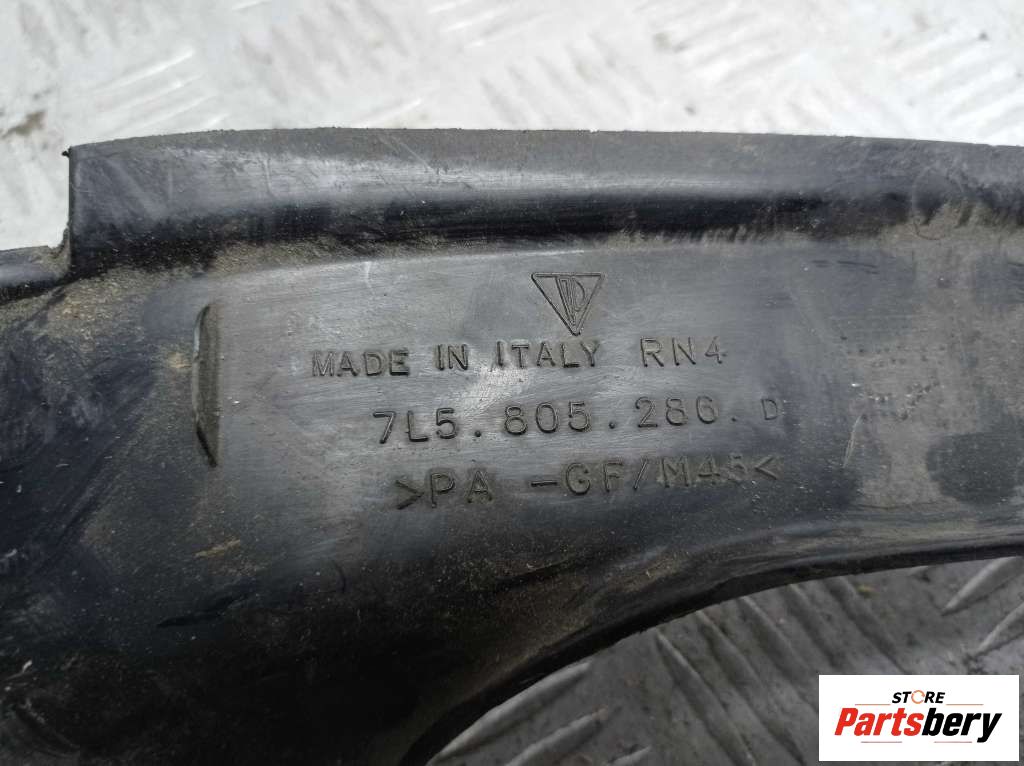 MADE IN ITALY RN4
7L5.805.286.D
>PA -GF/M45<
STORE
Partsbery